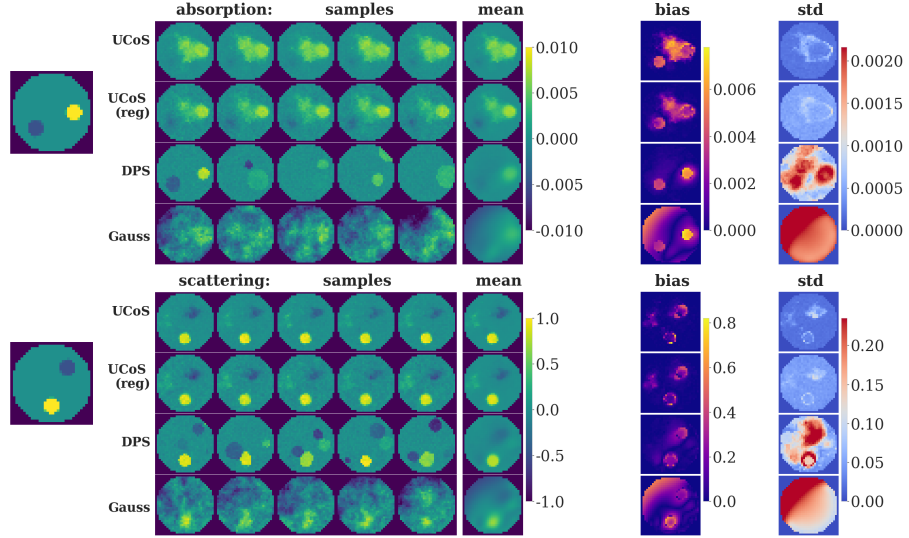 absorption: samples mean bias std
UCoS
UCoS
(reg)
DPS
Gauss
0.010
0.005
0.000
-0.005
-0.010
0.006
0.004
0.002
0.000
0.0020
0.0015
0.0010
0.0005
0.0000
scattering: samples mean bias std
UCoS
UCoS
(reg)
DPS
Gauss
1.0
0.5
0.0
-0.5
-1.0
0.8
0.6
0.4
0.2
0.0
0.20
0.15
0.10
0.05
0.00